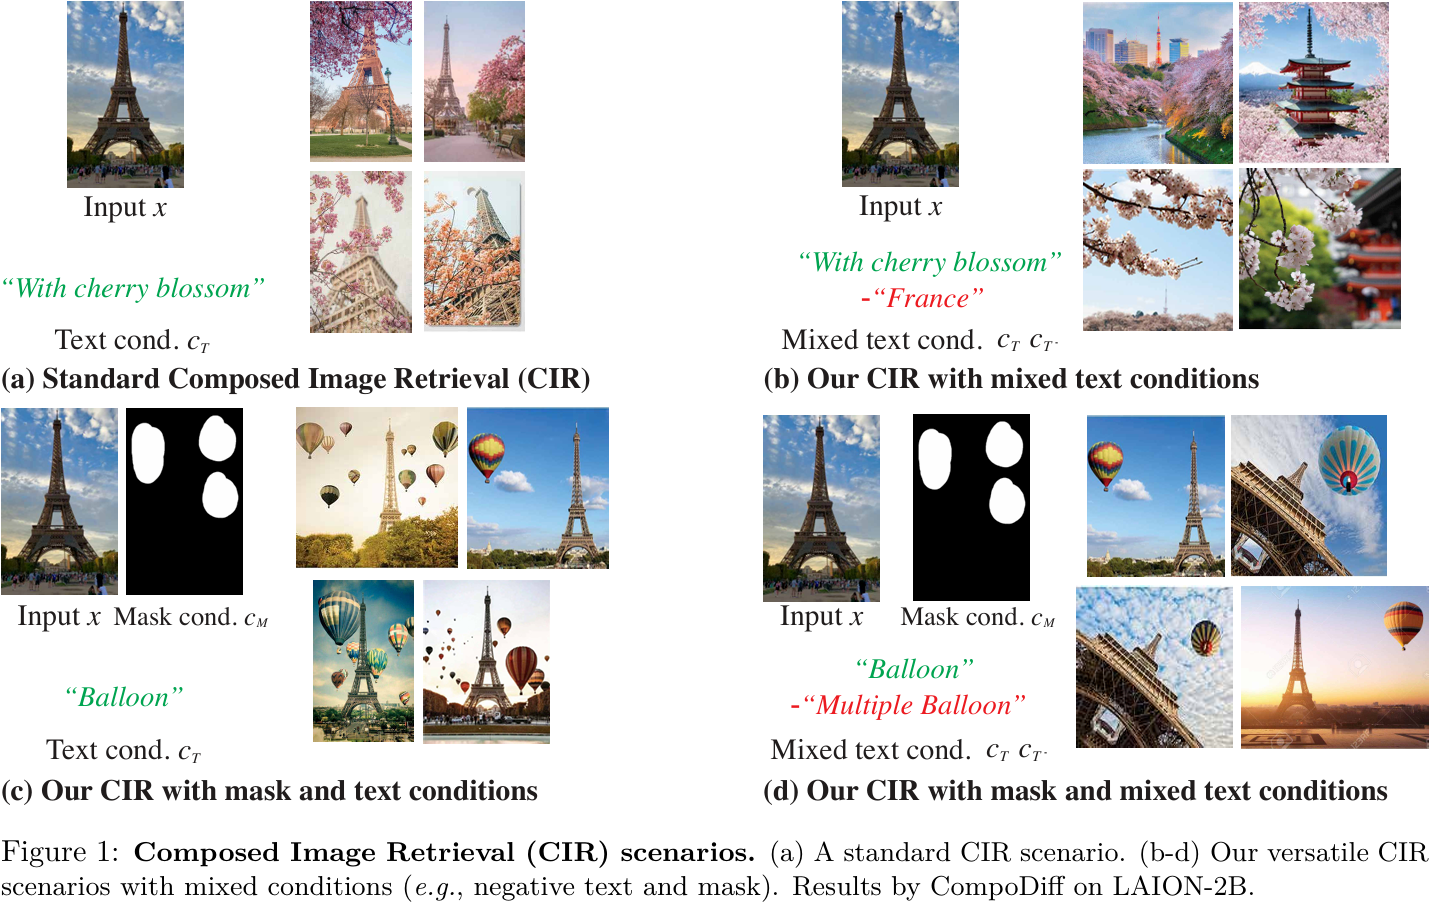 Input x
“With cherry blossom”
Text cond. c_T
(a) Standard Composed Image Retrieval (CIR)
Input x
“With cherry blossom”
-“France”
Mixed text cond. c_T c_T-
(b) Our CIR with mixed text conditions
Input x Mask cond. c_M
“Balloon”
Text cond. c_T
(c) Our CIR with mask and text conditions
Input x Mask cond. c_M
“Balloon”
-“Multiple Balloon”
Mixed text cond. c_T c_T-
(d) Our CIR with mask and mixed text conditions
Figure 1: Composed Image Retrieval (CIR) scenarios. (a) A standard CIR scenario. (b-d) Our versatile CIR
scenarios with mixed conditions (e.g., negative text and mask). Results by CompoDiff on LAION-2B.